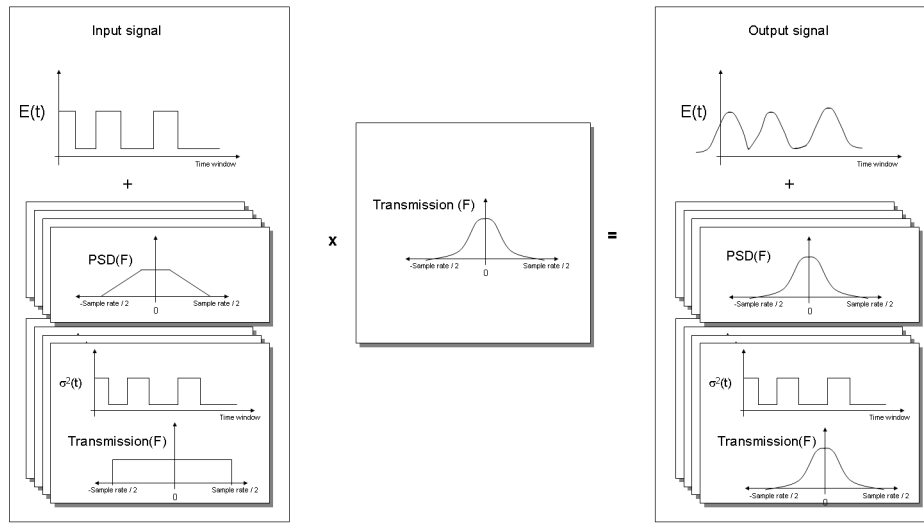 Input signal
E(t)
Time window
+
PSD(F)
-Sample rate / 2
0
Sample rate / 2
σ²(t)
Time window
Transmission(F)
-Sample rate / 2
0
Sample rate / 2
x
Transmission (F)
-Sample rate / 2
0
Sample rate / 2
=
Output signal
E(t)
Time window
+
PSD(F)
-Sample rate / 2
0
Sample rate / 2
σ²(t)
Time window
Transmission(F)
-Sample rate / 2
0
Sample rate / 2